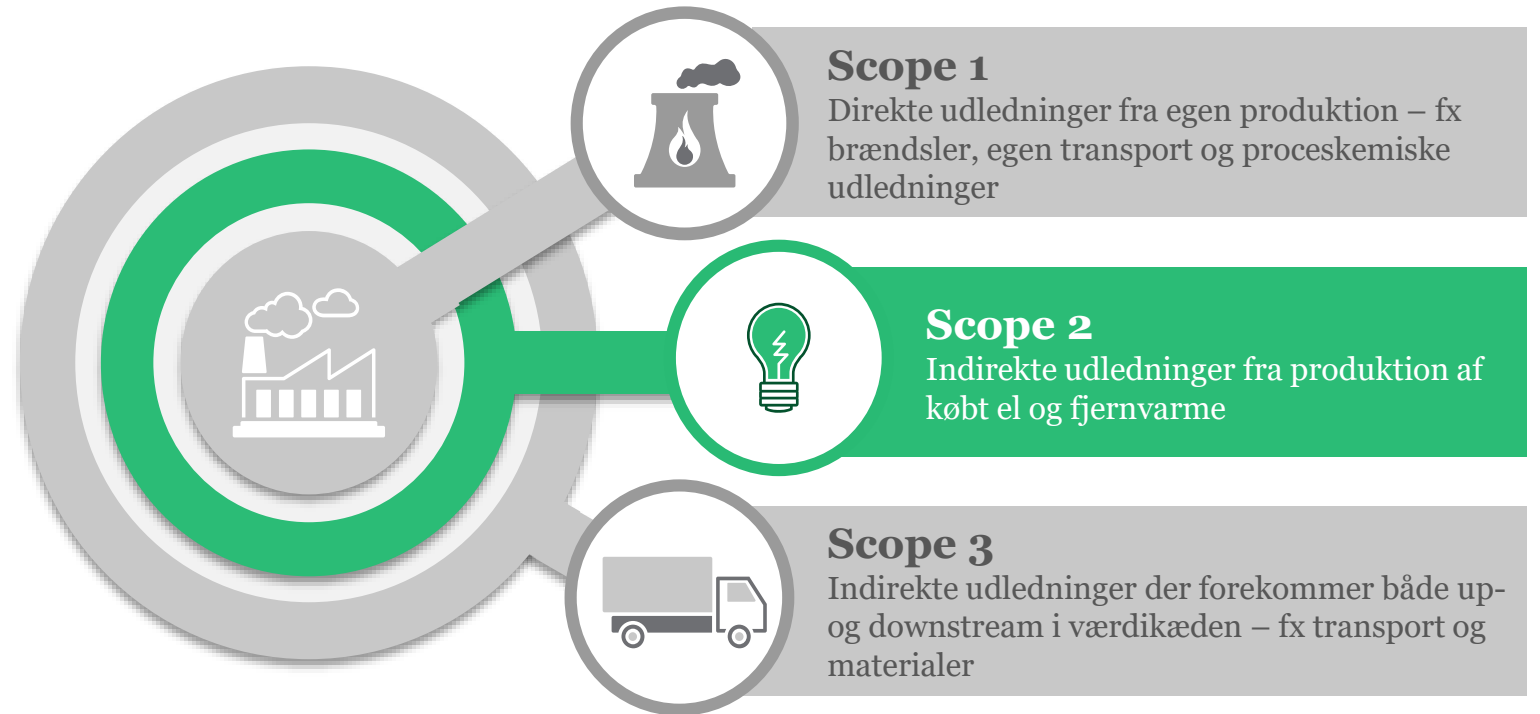 Scope 1
Direkte udledninger fra egen produktion – fx
brændsler, egen transport og proceskemiske
udledninger
Scope 2
Indirekte udledninger fra produktion af
købt el og fjernvarme
Scope 3
Indirekte udledninger der forekommer både up-
og downstream i værdikæden – fx transport og
materialer